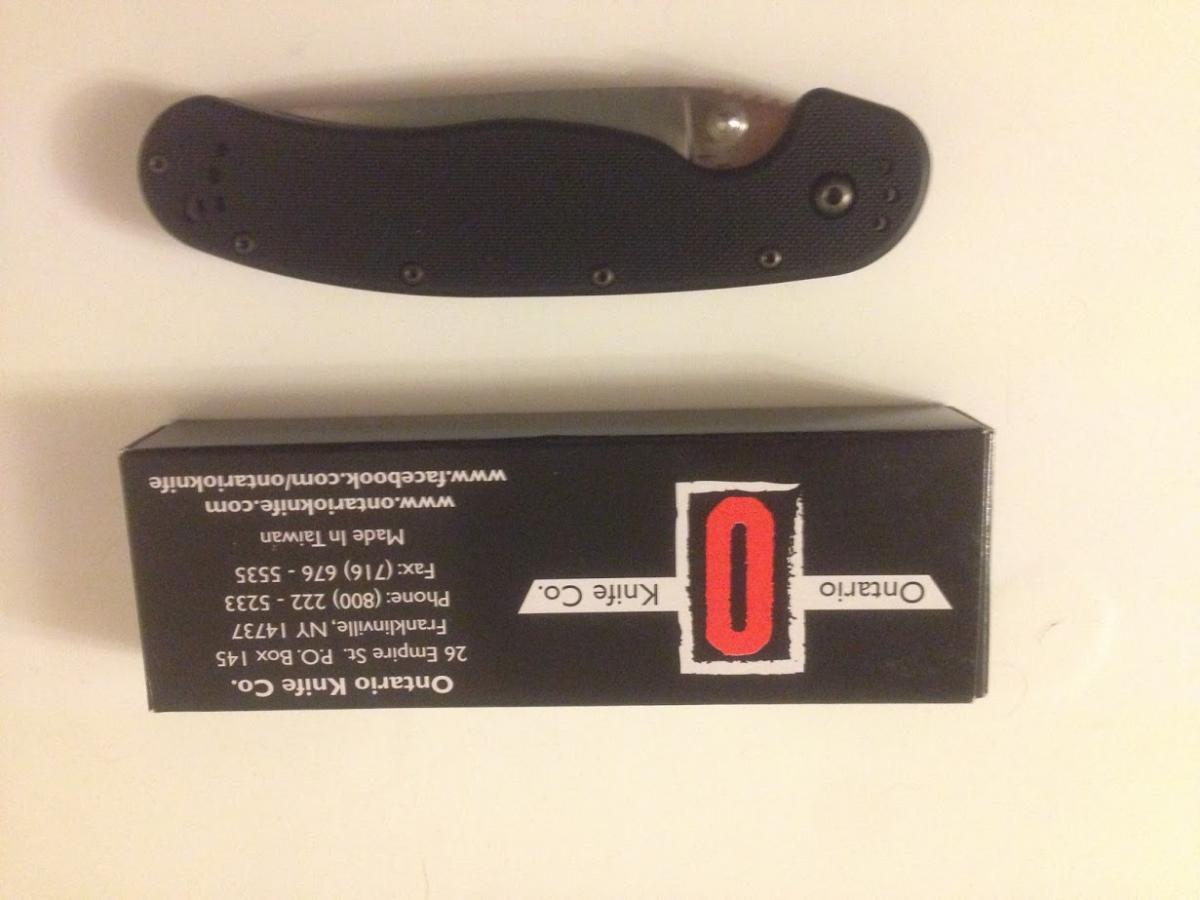 Ontario
Knife Co.
Ontario Knife Co.
26 Empire St. P.O. Box 145
Franklinville, NY 14737
Phone: (800) 222 - 5233
Fax: (716) 676 - 5535
Made In Taiwan
www.ontarioknife.com
www.facebook.com/ontarioknife